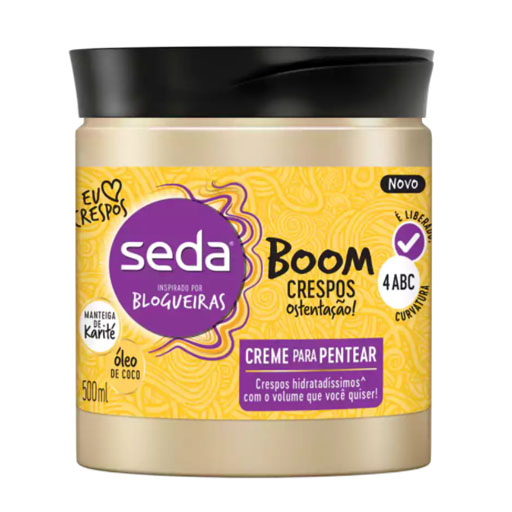 NOVO
EU
CRESPOS
seda
INSPIRADO POR
BLOGUEIRAS
BOOM
CRESPOS
Ostentação!
É LIBERADO!
4 ABC
CURVATURA
MANTEIGA
DE
Karité
óleo
DE COCO
500ml
CREME PARA PENTEAR
Crespos hidratadíssimos^
com o volume que você quiser!